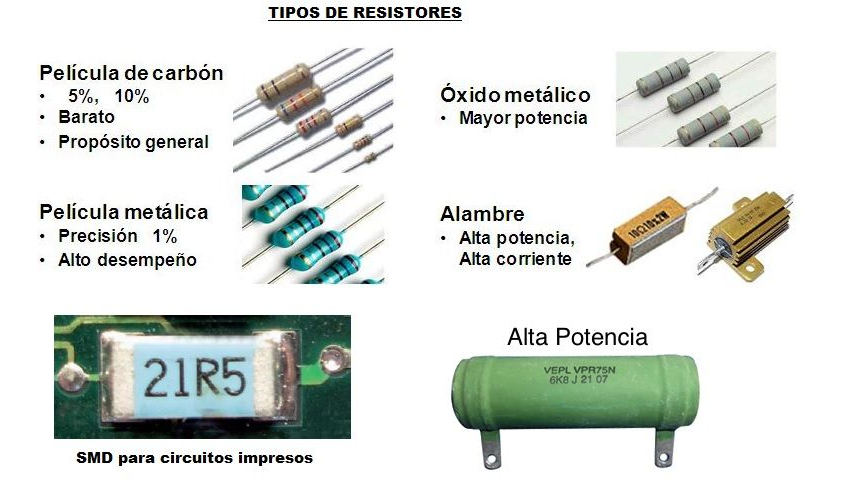 TIPOS DE RESISTORES
Película de carbón
• 5%, 10%
• Barato
• Propósito general
Óxido metálico
• Mayor potencia
Película metálica
• Precisión 1%
• Alto desempeño
Alambre
• Alta potencia,
Alta corriente
21R5
SMD para circuitos impresos
Alta Potencia
VEPL VPR75N
6K8 J 21 07